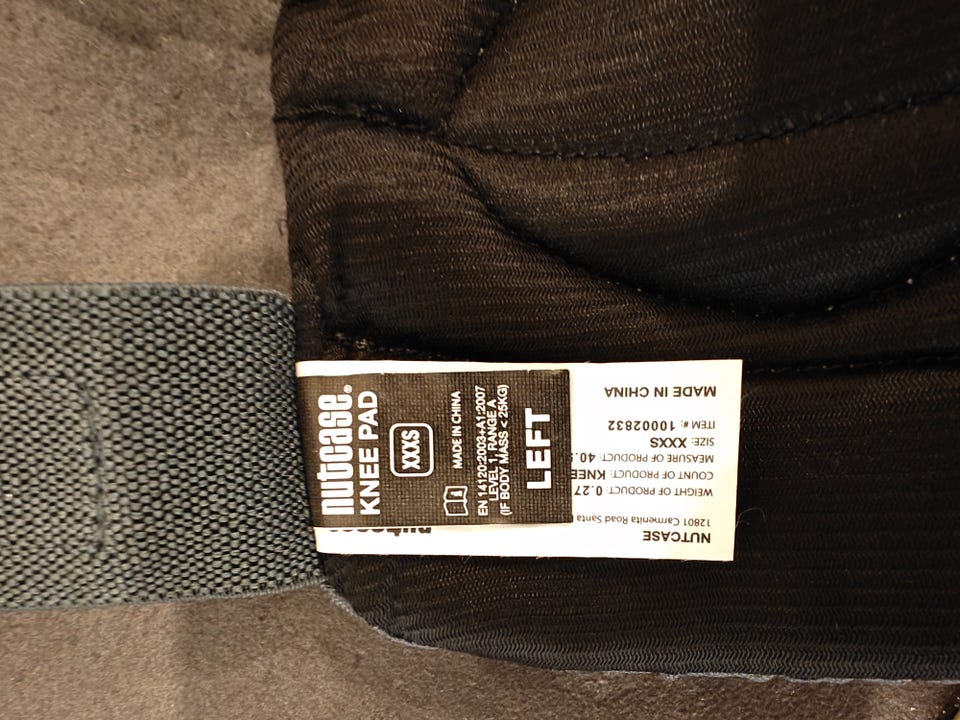 nutcase®
KNEE PAD
XXXS
MADE IN CHINA
EN 14120:2003+A1:2007
LEVEL 1, RANGE A
(IF BODY MASS < 25KG)
LEFT
NUTCASE
12801 Carmenita Road Santa
WEIGHT OF PRODUCT: 0.27
COUNT OF PRODUCT: KNEE
MEASURE OF PRODUCT: 40.5
SIZE: XXXS
ITEM #: 10002832
MADE IN CHINA